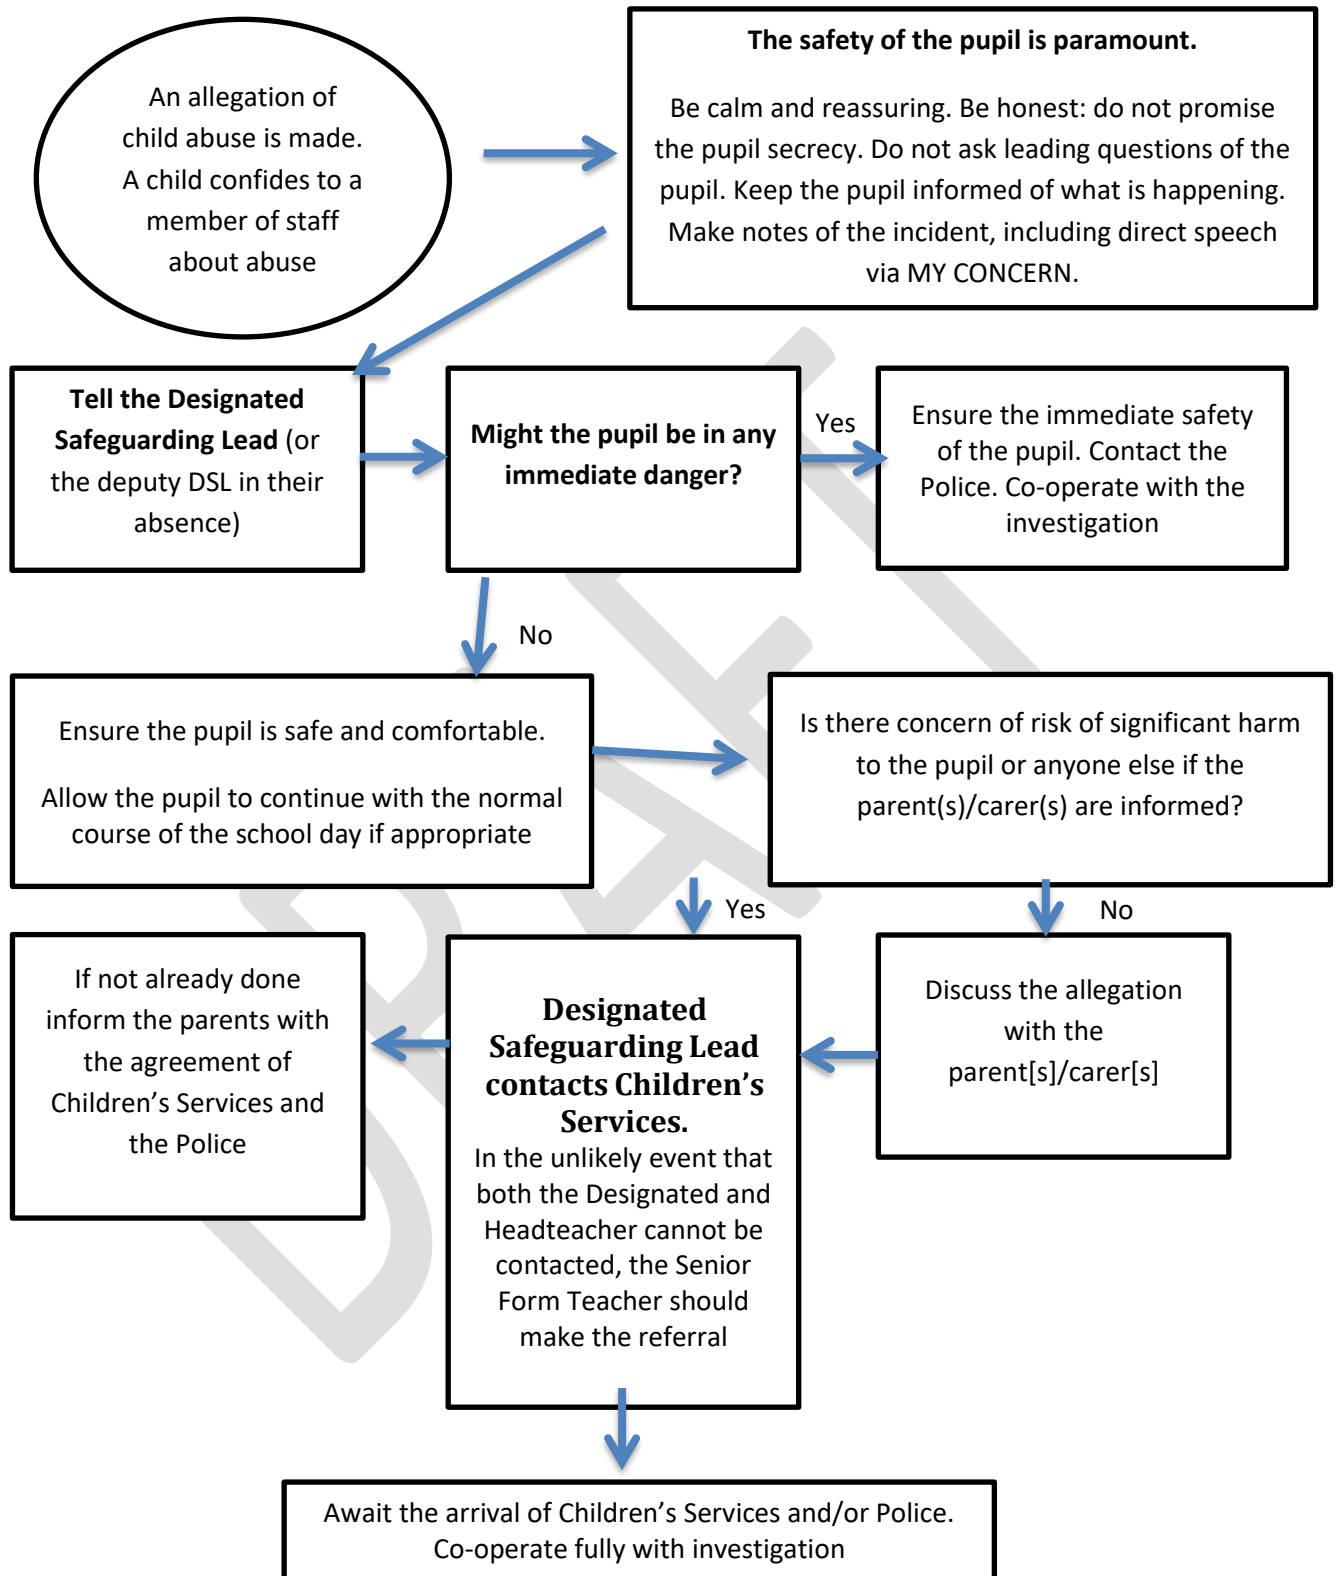 An allegation of
child abuse is made.
A child confides to a
member of staff
about abuse
The safety of the pupil is paramount.
Be calm and reassuring. Be honest: do not promise
the pupil secrecy. Do not ask leading questions of the
pupil. Keep the pupil informed of what is happening.
Make notes of the incident, including direct speech
via MY CONCERN.
Tell the Designated
Safeguarding Lead (or
the deputy DSL in their
absence)
Might the pupil be in any
immediate danger?
Yes
Ensure the immediate safety
of the pupil. Contact the
Police. Co-operate with the
investigation
No
Ensure the pupil is safe and comfortable.
Allow the pupil to continue with the normal
course of the school day if appropriate
Is there concern of risk of significant harm
to the pupil or anyone else if the
parent(s)/carer(s) are informed?
Yes
No
If not already done
inform the parents with
the agreement of
Children’s Services and
the Police
Designated
Safeguarding Lead
contacts Children’s
Services.
In the unlikely event that
both the Designated and
Headteacher cannot be
contacted, the Senior
Form Teacher should
make the referral
Discuss the allegation
with the
parent[s]/carer[s]
Await the arrival of Children’s Services and/or Police.
Co-operate fully with investigation
DRAFT